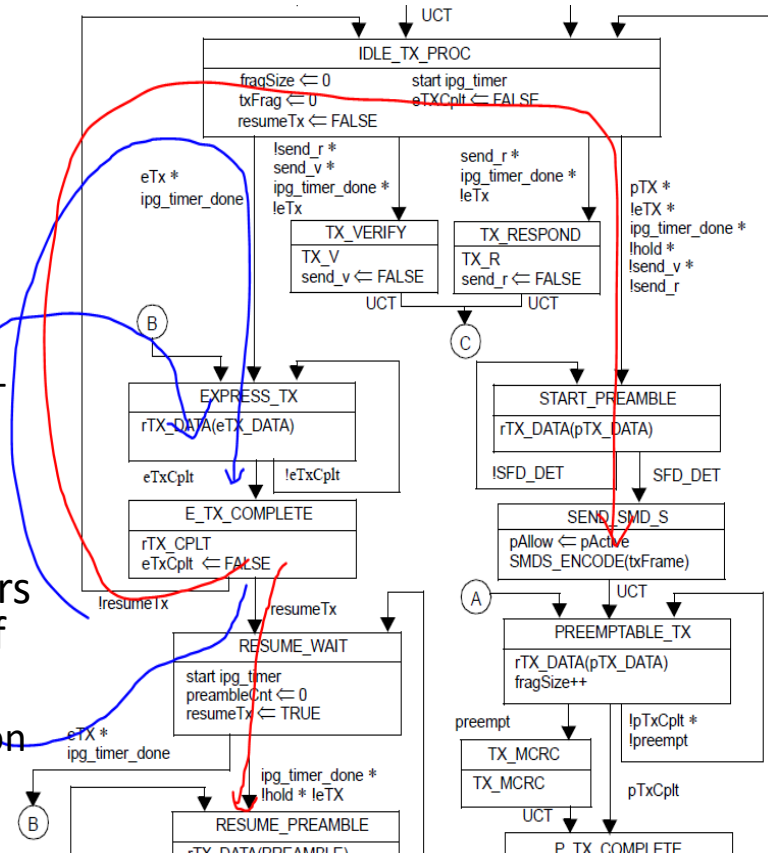 UCT
IDLE_TX_PROC
fragSize ⇐ 0 start ipg_timer
txFrag ⇐ 0 eTXCplt ⇐ FALSE
resumeTx ⇐ FALSE
eTx *
ipg_timer_done
!send_r *
send_v *
ipg_timer_done *
!eTx
send_r *
ipg_timer_done *
!eTx
pTX *
!eTX *
ipg_timer_done *
!hold *
!send_v *
!send_r
TX_VERIFY
TX_V
send_v ⇐ FALSE
TX_RESPOND
TX_R
send_r ⇐ FALSE
UCT UCT
B
C
EXPRESS_TX
rTX_DATA(eTX_DATA)
eTxCplt !eTxCplt
START_PREAMBLE
rTX_DATA(pTX_DATA)
!SFD_DET SFD_DET
E_TX_COMPLETE
rTX_CPLT
eTxCplt ⇐ FALSE
SEND_SMD_S
pAllow ⇐ pActive
SMDS_ENCODE(txFrame)
rs
f
on
!resumeTx resumeTx
UCT
A
RESUME_WAIT
start ipg_timer
preambleCnt ⇐ 0
resumeTx ⇐ TRUE
PREEMPTABLE_TX
rTX_DATA(pTX_DATA)
fragSize++
eTX *
ipg_timer_done
B
ipg_timer_done *
!hold * !eTX
preempt
!pTxCplt *
!preempt
TX_MCRC
TX_MCRC
pTxCplt
UCT
RESUME_PREAMBLE
rTX_DATA(PREAMBLE)
P_TX_COMPLETE